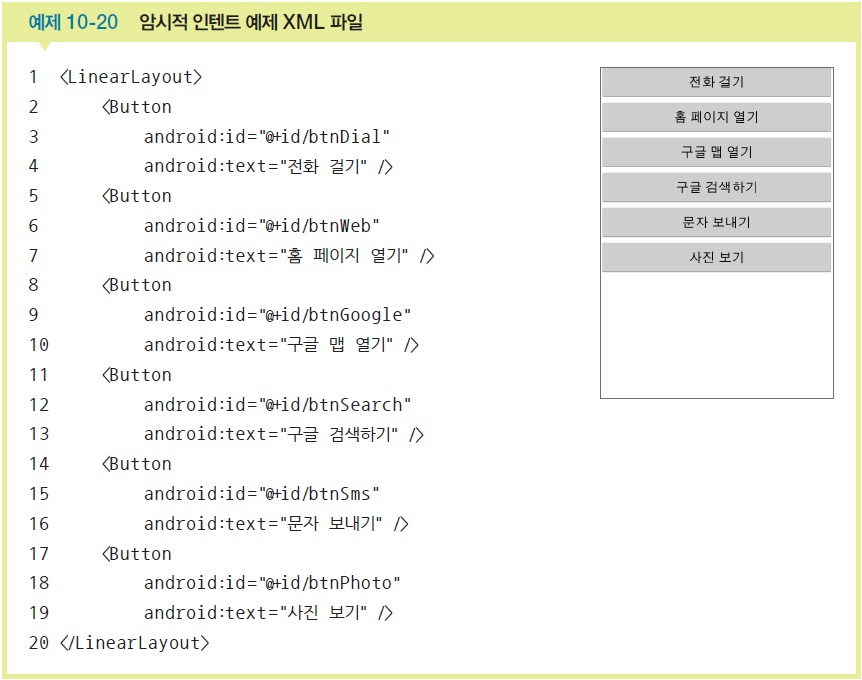 예제 10-20 암시적 인텐트 예제 XML 파일
1 <LinearLayout>
2 <Button
3 android:id="@+id/btnDial"
4 android:text="전화 걸기" />
5 <Button
6 android:id="@+id/btnWeb"
7 android:text="홈 페이지 열기" />
8 <Button
9 android:id="@+id/btnGoogle"
10 android:text="구글 맵 열기" />
11 <Button
12 android:id="@+id/btnSearch"
13 android:text="구글 검색하기" />
14 <Button
15 android:id="@+id/btnSms"
16 android:text="문자 보내기" />
17 <Button
18 android:id="@+id/btnPhoto"
19 android:text="사진 보기" />
20 </LinearLayout>
전화 걸기
홈 페이지 열기
구글 맵 열기
구글 검색하기
문자 보내기
사진 보기